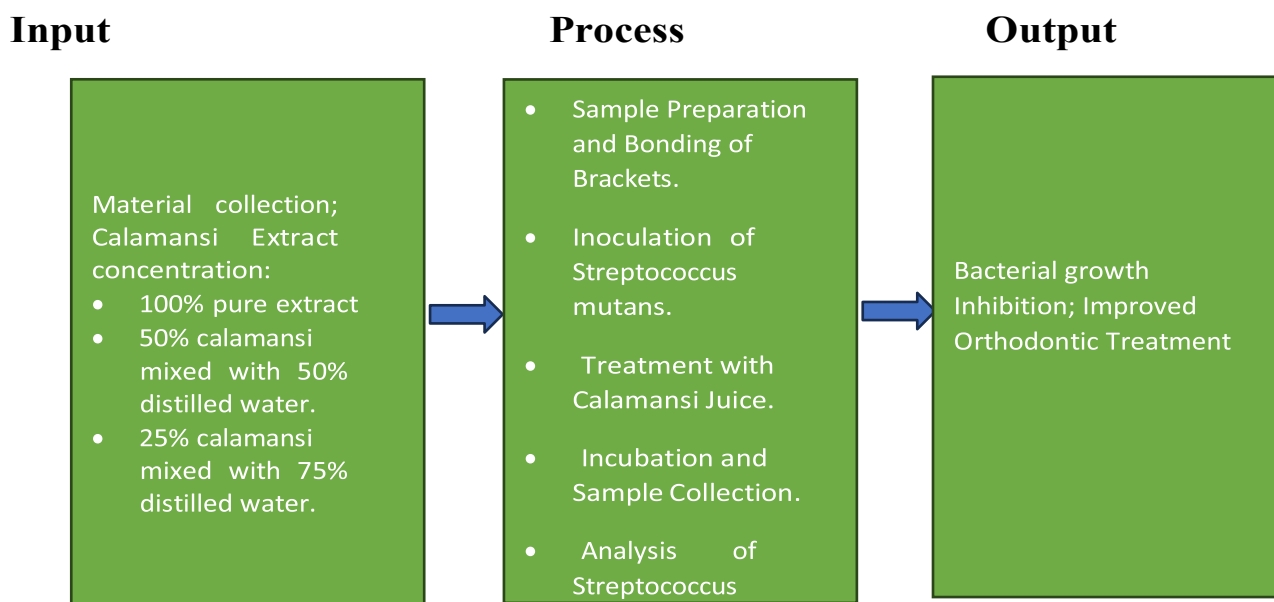 Input
Process
Output
Material collection;
Calamansi Extract
concentration:
• 100% pure extract
• 50% calamansi
mixed with 50%
distilled water.
• 25% calamansi
mixed with 75%
distilled water.
• Sample Preparation
and Bonding of
Brackets.
• Inoculation of
Streptococcus
mutans.
• Treatment with
Calamansi Juice.
• Incubation and
Sample Collection.
• Analysis of
Streptococcus
Bacterial growth
Inhibition; Improved
Orthodontic Treatment